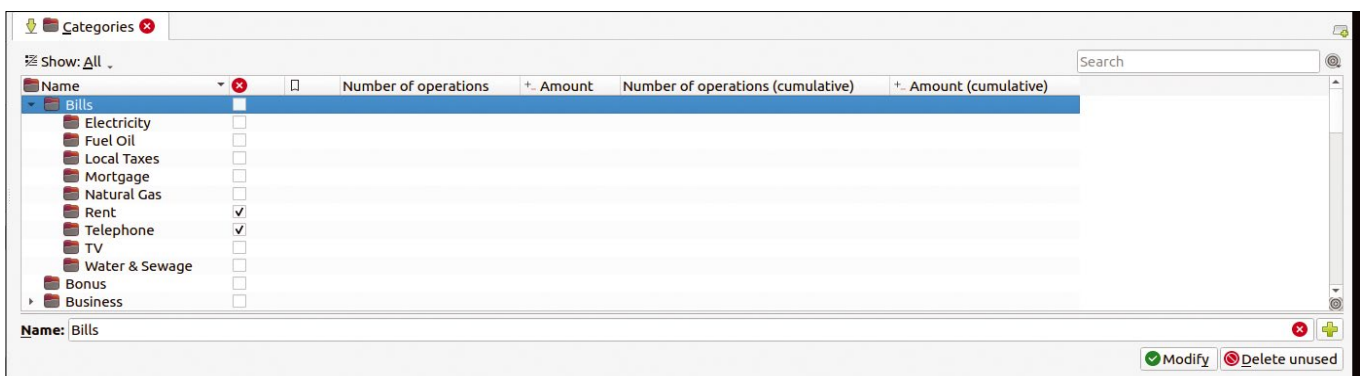 Categories
Show: All
Search
Name Number of operations Amount Number of operations (cumulative) Amount (cumulative)
Bills
Electricity
Fuel Oil
Local Taxes
Mortgage
Natural Gas
Rent
Telephone
TV
Water & Sewage
Bonus
Business
Name: Bills
Modify Delete unused